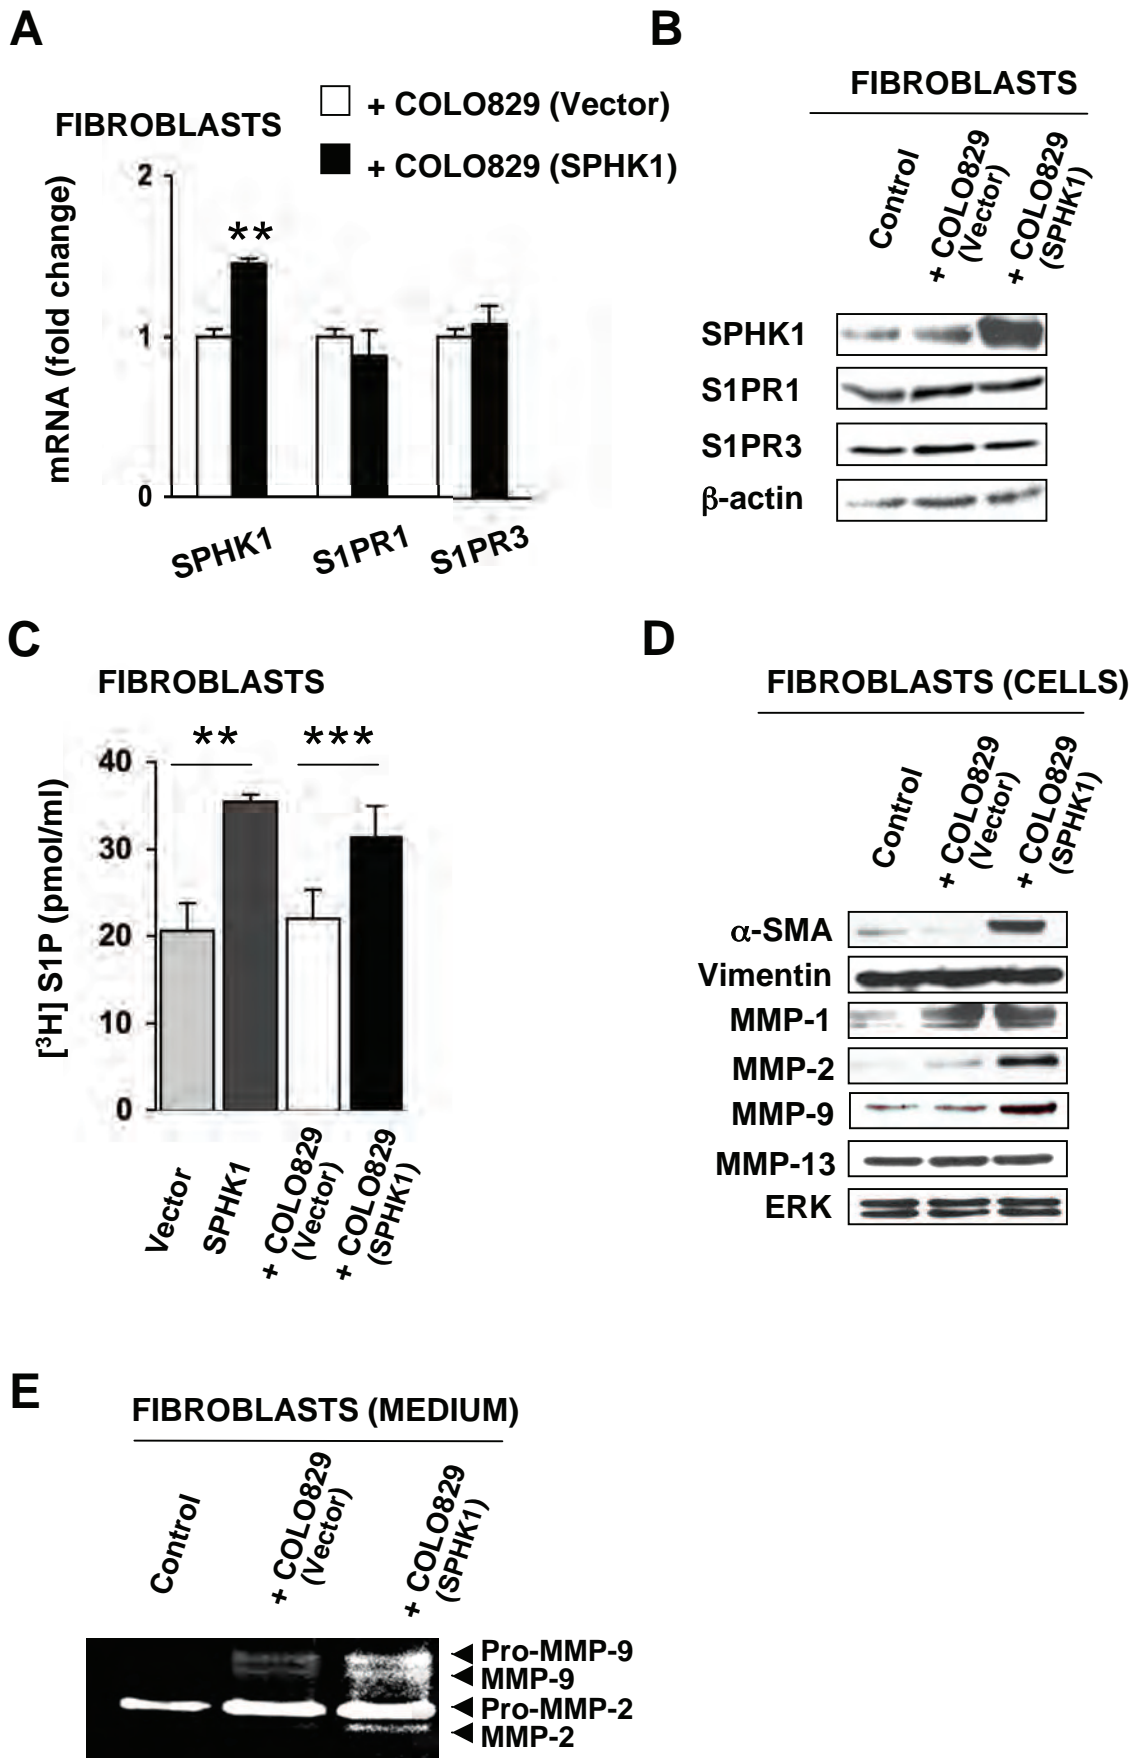 A
FIBROBLASTS
+ COLO829 (Vector)
+ COLO829 (SPHK1)
mRNA (fold change)
2
1
0
**
SPHK1
S1PR1
S1PR3
B
FIBROBLASTS
Control
+ COLO829
(Vector)
+ COLO829
(SPHK1)
SPHK1
S1PR1
S1PR3
β-actin
C
FIBROBLASTS
[³H] S1P (pmol/ml)
40
30
20
10
0
**
***
Vector
SPHK1
+ COLO829
(Vector)
+ COLO829
(SPHK1)
D
FIBROBLASTS (CELLS)
Control
+ COLO829
(Vector)
+ COLO829
(SPHK1)
α-SMA
Vimentin
MMP-1
MMP-2
MMP-9
MMP-13
ERK
E
FIBROBLASTS (MEDIUM)
Control
+ COLO829
(Vector)
+ COLO829
(SPHK1)
Pro-MMP-9
MMP-9
Pro-MMP-2
MMP-2